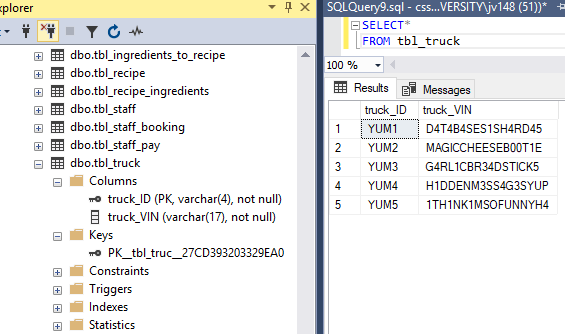 xplorer
dbo.tbl_ingredients_to_recipe
dbo.tbl_recipe
dbo.tbl_recipe_ingredients
dbo.tbl_staff
dbo.tbl_staff_booking
dbo.tbl_staff_pay
dbo.tbl_truck
Columns
truck_ID (PK, varchar(4), not null)
truck_VIN (varchar(17), not null)
Keys
PK__tbl_truc__27CD393203329EA0
Constraints
Triggers
Indexes
Statistics
SQLQuery9.sql - css...VERSITY\jv148 (51))*
SELECT*
FROM tbl_truck
100 %
Results Messages
truck_ID truck_VIN
1 YUM1 D4T4B4SES1SH4RD45
2 YUM2 MAGICCHEESEB00T1E
3 YUM3 G4RL1CBR34DSTICK5
4 YUM4 H1DDENM3SS4G3SYUP
5 YUM5 1TH1NK1MSOFUNNYH4